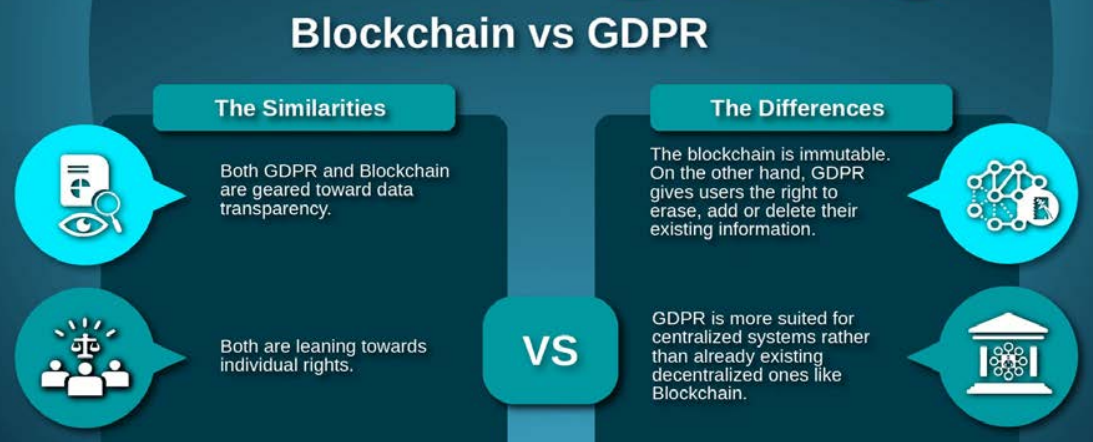 Blockchain vs GDPR
The Similarities
Both GDPR and Blockchain
are geared toward data
transparency.
Both are leaning towards
individual rights.
VS
The Differences
The blockchain is immutable.
On the other hand, GDPR
gives users the right to
erase, add or delete their
existing information.
GDPR is more suited for
centralized systems rather
than already existing
decentralized ones like
Blockchain.